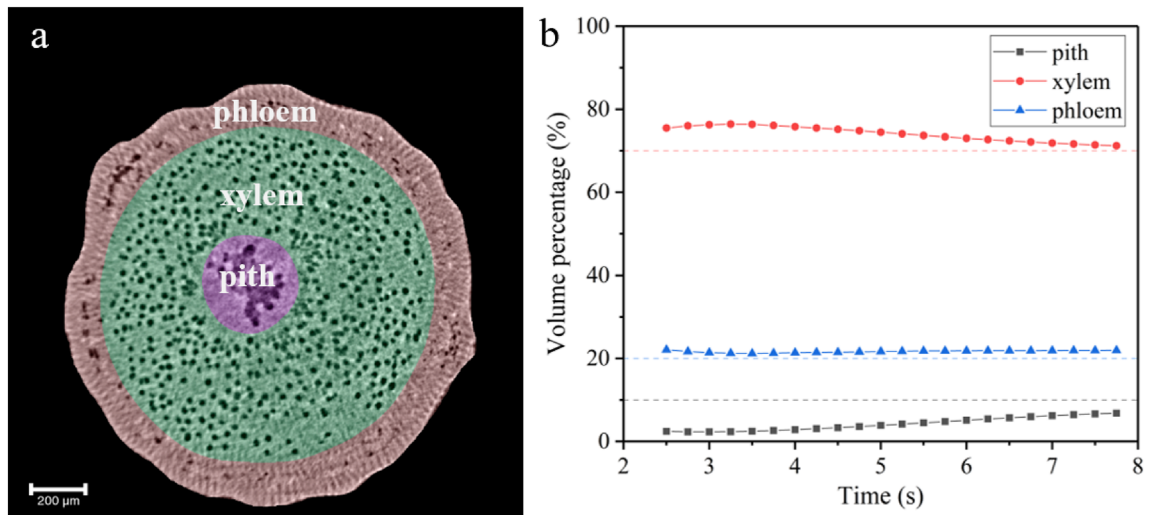 a
phloem
xylem
pith
200 μm
b
100
80
60
40
20
0
Volume percentage (%)
pith
xylem
phloem
2
3
4
5
6
7
8
Time (s)